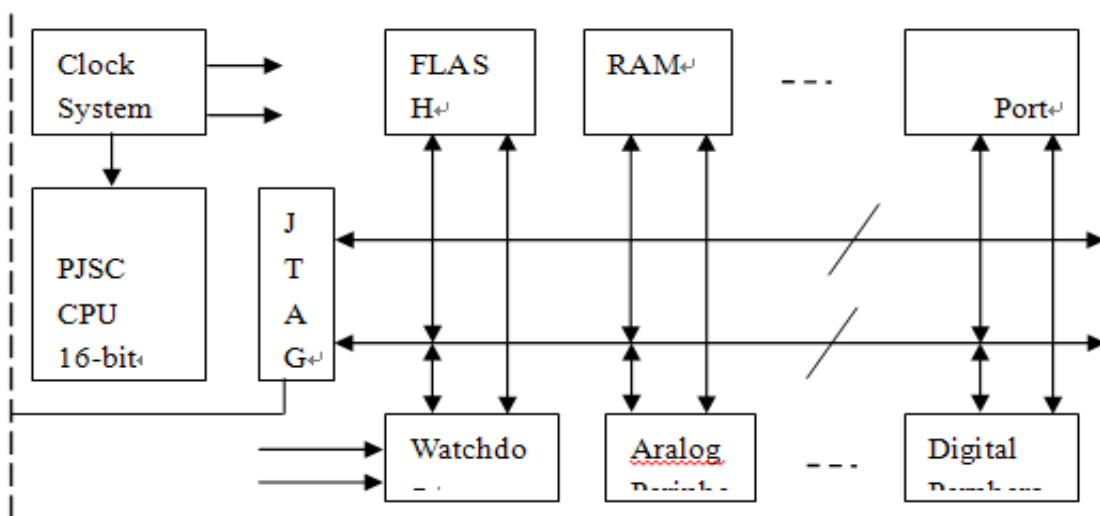 Clock
System
FLAS
H
RAM
Port
PJSC
CPU
16-bit
J
T
A
G
Watchdo
Aralog
Digital